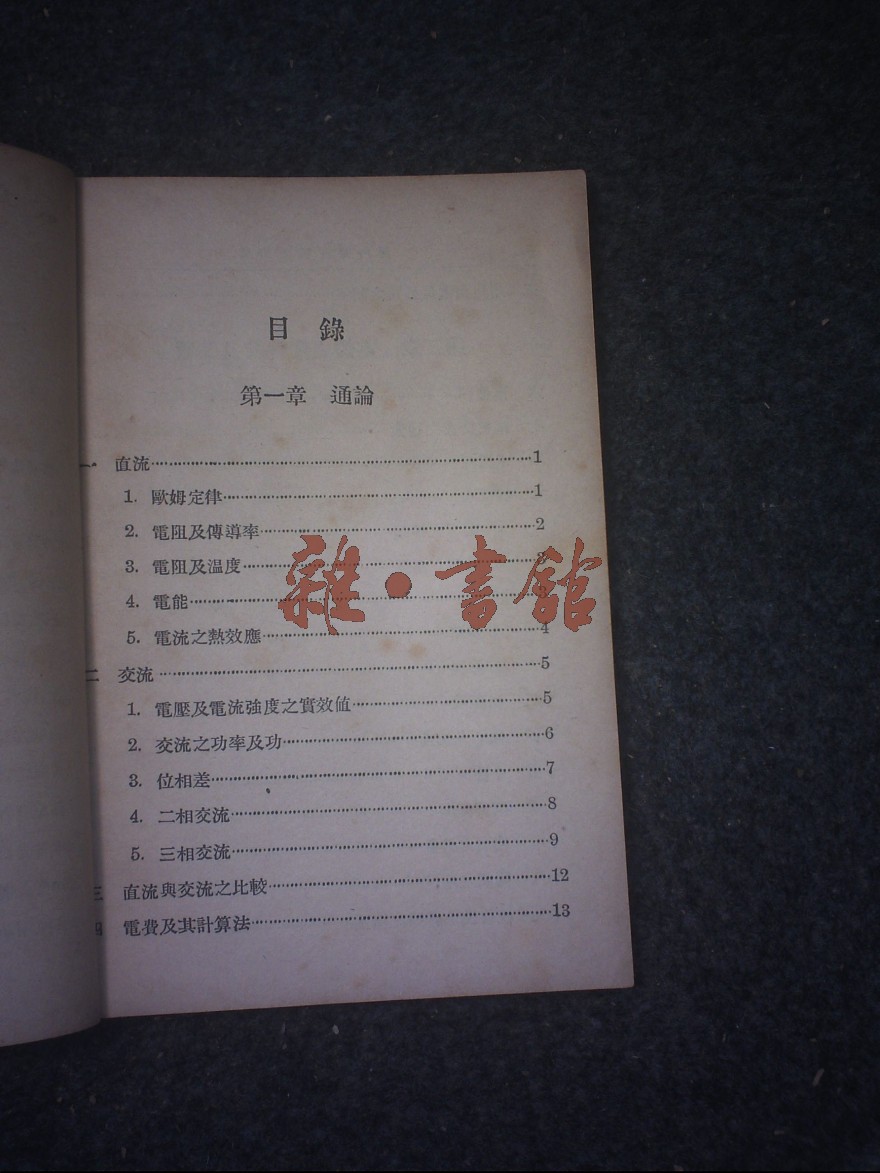 目 錄
第一章 通論
一 直流……1
1. 歐姆定律……1
2. 電阻及傳導率……2
3. 電阻及温度……
4. 電能……3
5. 電流之熱效應……4
雜•書館
二 交流……5
1. 電壓及電流強度之實效値……5
2. 交流之功率及功……6
3. 位相差……7
4. 二相交流……8
5. 三相交流……9
三 直流與交流之比較……12
電費及其計算法……13